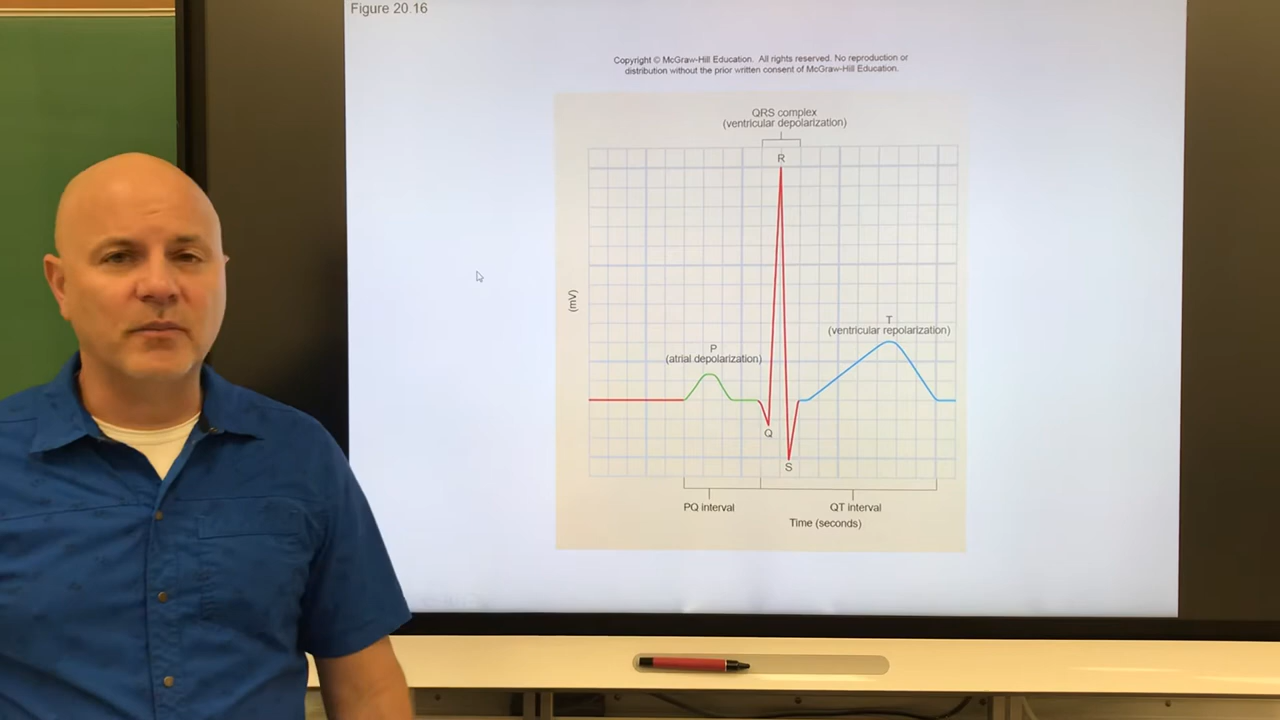 Figure 20.16
Copyright © McGraw-Hill Education. All rights reserved. No reproduction or
distribution without the prior written consent of McGraw-Hill Education.
QRS complex
(ventricular depolarization)
R
(mV)
T
(ventricular repolarization)
P
(atrial depolarization)
Q
S
PQ interval
QT interval
Time (seconds)